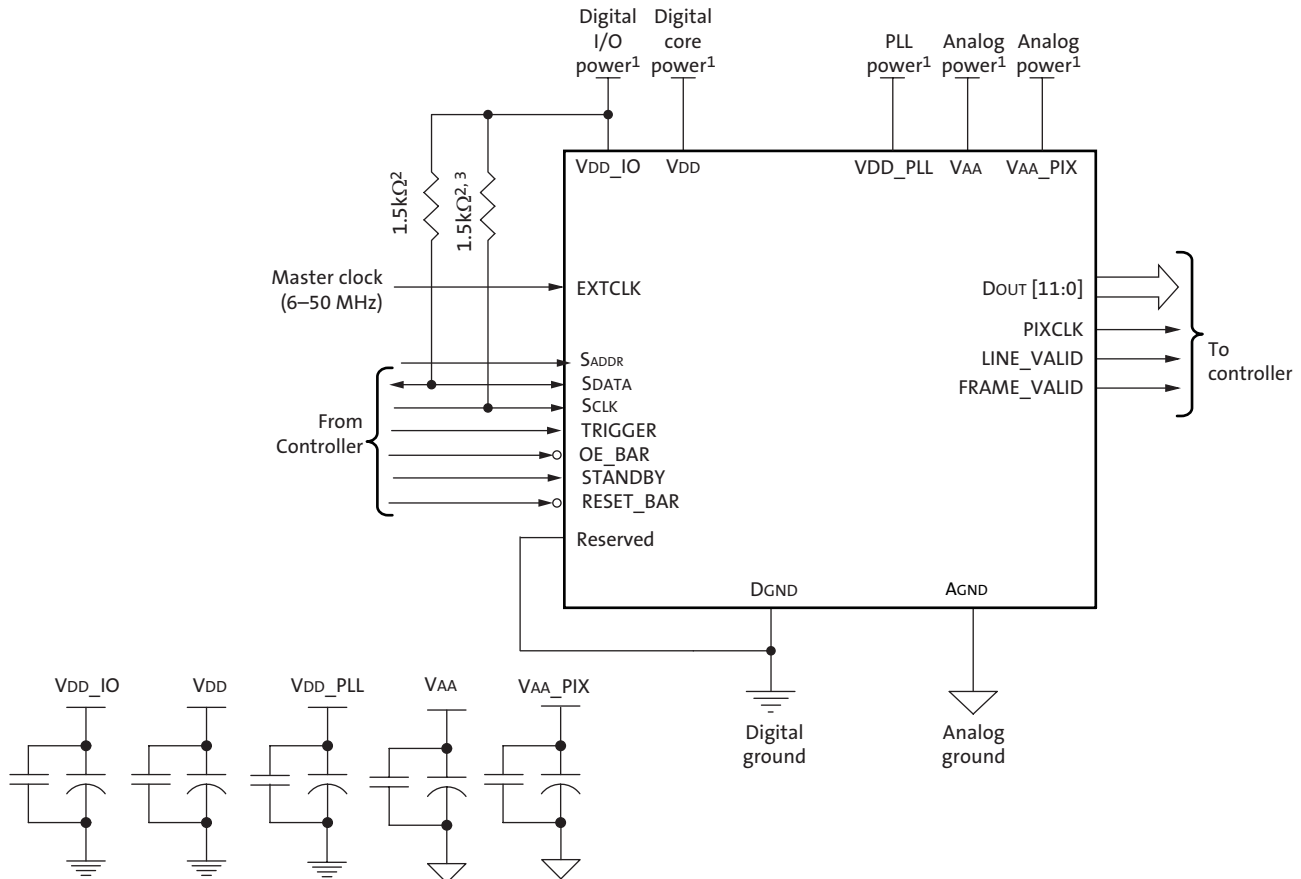 Digital
I/O
power1
Digital
core
power1
PLL
power1
Analog
power1
Analog
power1
VDD_IO
VDD
VDD_PLL
VAA
VAA_PIX
1.5kΩ2
1.5kΩ2, 3
Master clock
(6–50 MHz)
EXTCLK
SADDR
SDATA
SCLK
TRIGGER
OE_BAR
STANDBY
RESET_BAR
Reserved
From
Controller
DOUT [11:0]
PIXCLK
LINE_VALID
FRAME_VALID
To
controller
DGND
AGND
Digital
ground
Analog
ground
VDD_IO
VDD
VDD_PLL
VAA
VAA_PIX